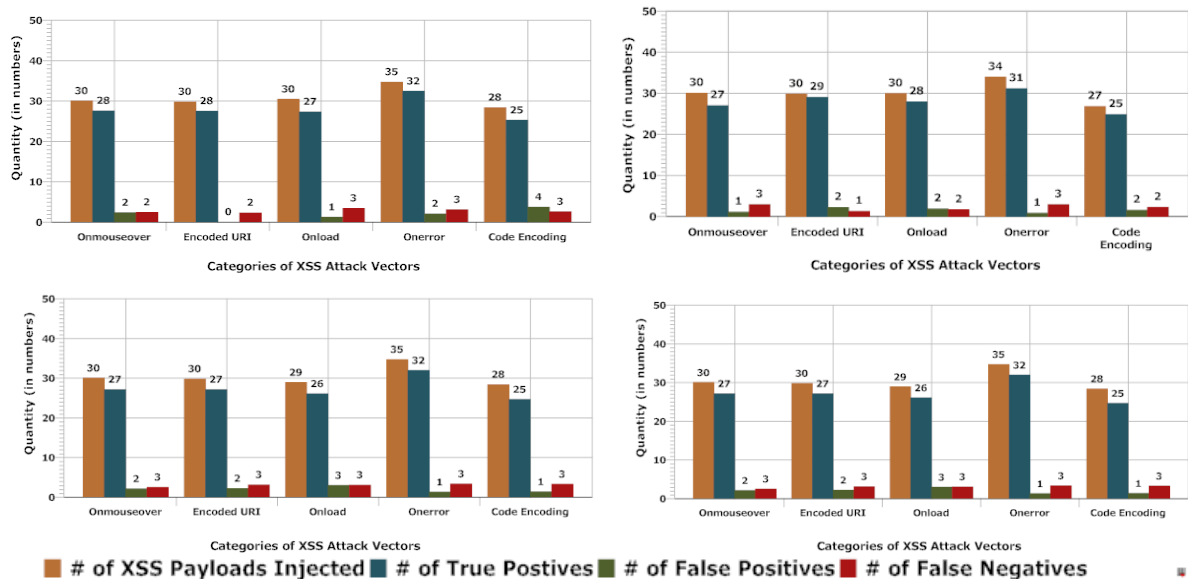 50
40
30
20
10
0
Quantity (in numbers)
30 28 2 2
30 28 0 2
30 27 1 3
35 32 2 3
28 25 4 3
Onmouseover Encoded URI Onload Onerror Code Encoding
Categories of XSS Attack Vectors
50
40
30
20
10
0
Quantity (in numbers)
30 27 1 3
30 29 2 1
30 28 2 2
34 31 1 3
27 25 2 2
Onmouseover Encoded URI Onload Onerror Code
Encoding
Categories of XSS Attack Vectors
50
40
30
20
10
0
Quantity (in numbers)
30 27 2 3
30 27 2 3
29 26 3 3
35 32 1 3
28 25 1 3
Onmouseover Encoded URI Onload Onerror Code Encoding
Categories of XSS Attack Vectors
50
40
30
20
10
0
Quantity (in numbers)
30 27 2 3
30 27 2 3
29 26 3 3
35 32 1 3
28 25 1 3
Onmouseover Encoded URI Onload Onerror Code Encoding
Categories of XSS Attack Vectors
# of XSS Payloads Injected # of True Postives # of False Positives # of False Negatives